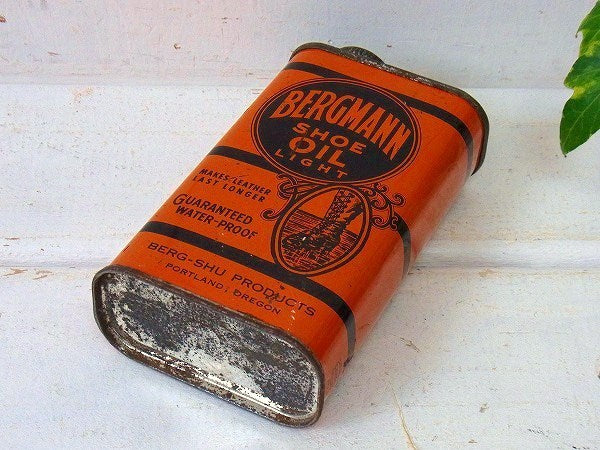 BERGMANN
SHOE
OIL
LIGHT
MAKES LEATHER
LAST LONGER
GUARANTEED
WATER-PROOF
BERG-SHU PRODUCTS
PORTLAND, OREGON